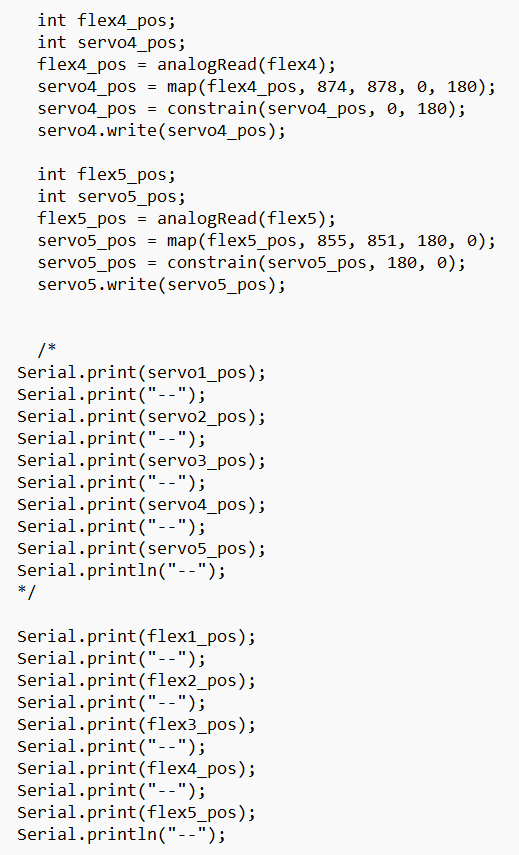 int flex4_pos;
int servo4_pos;
flex4_pos = analogRead(flex4);
servo4_pos = map(flex4_pos, 874, 878, 0, 180);
servo4_pos = constrain(servo4_pos, 0, 180);
servo4.write(servo4_pos);

int flex5_pos;
int servo5_pos;
flex5_pos = analogRead(flex5);
servo5_pos = map(flex5_pos, 855, 851, 180, 0);
servo5_pos = constrain(servo5_pos, 180, 0);
servo5.write(servo5_pos);

/*
Serial.print(servo1_pos);
Serial.print("--");
Serial.print(servo2_pos);
Serial.print("--");
Serial.print(servo3_pos);
Serial.print("--");
Serial.print(servo4_pos);
Serial.print("--");
Serial.print(servo5_pos);
Serial.println("--");
*/

Serial.print(flex1_pos);
Serial.print("--");
Serial.print(flex2_pos);
Serial.print("--");
Serial.print(flex3_pos);
Serial.print("--");
Serial.print(flex4_pos);
Serial.print("--");
Serial.print(flex5_pos);
Serial.println("--");